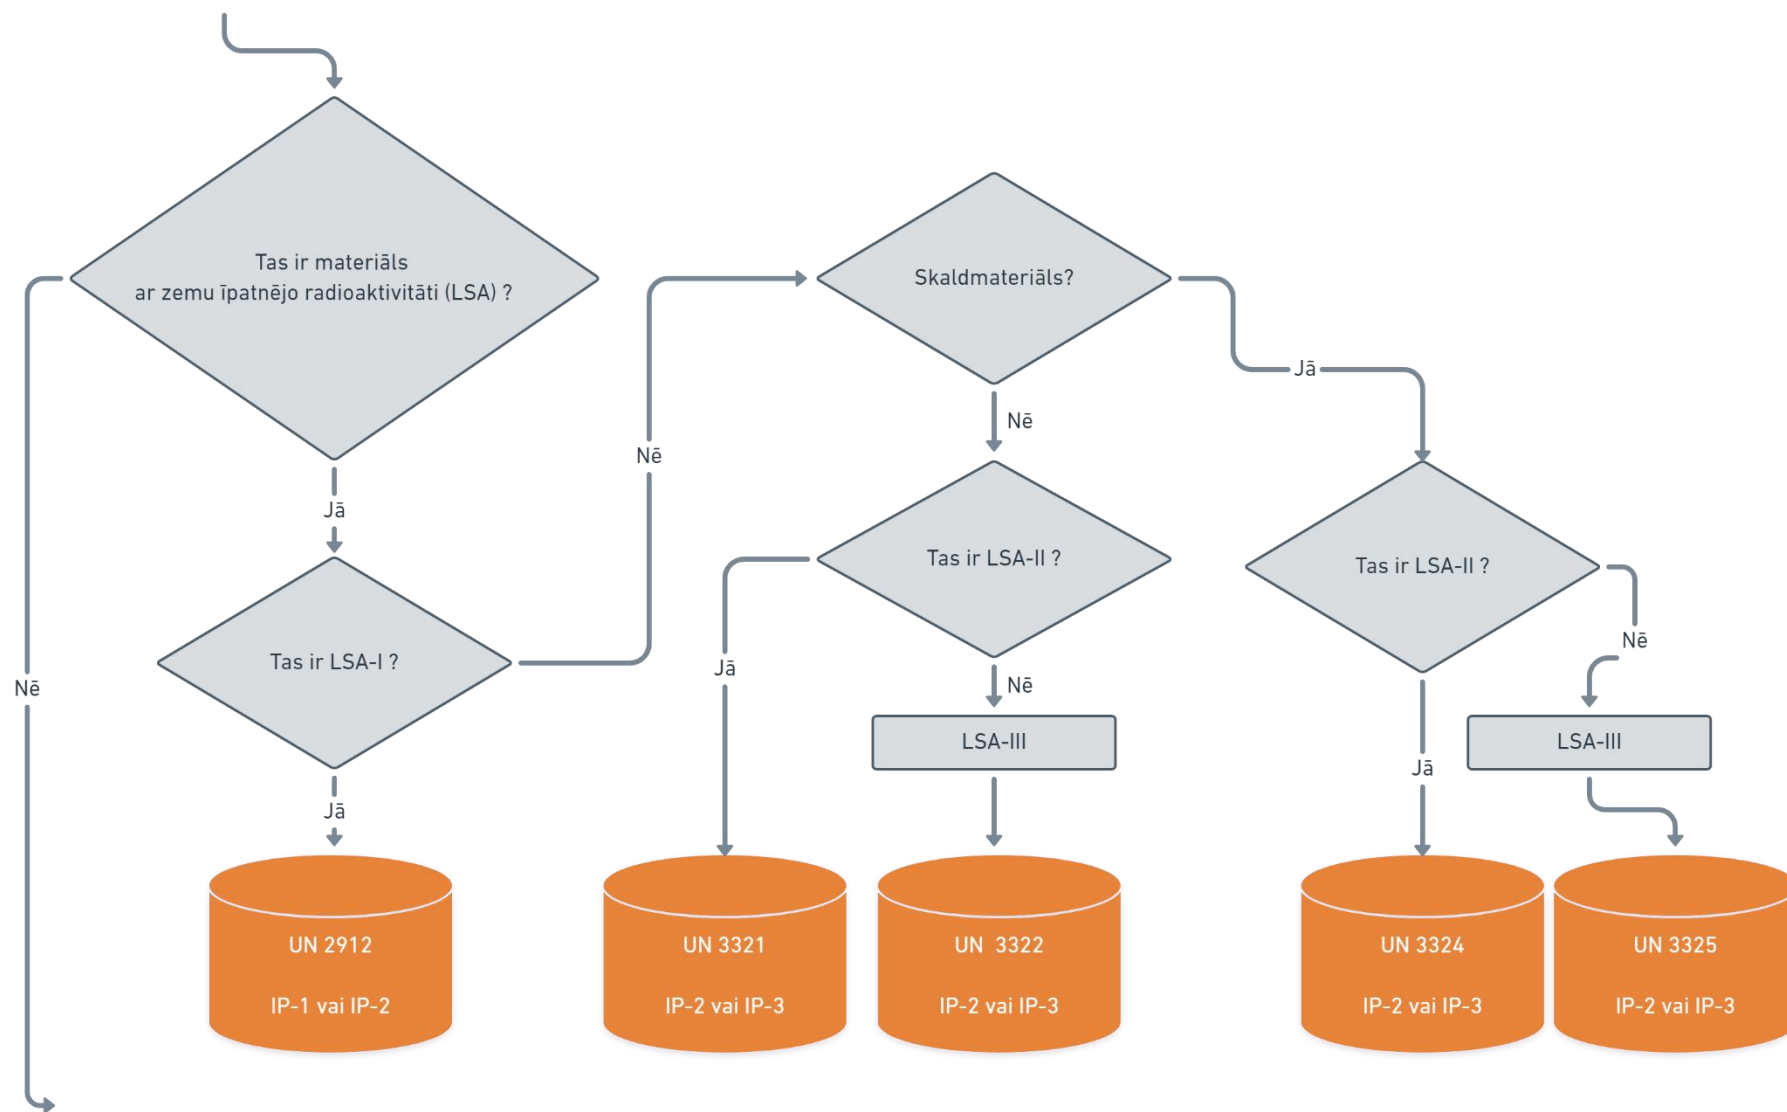 Tas ir materiāls
ar zemu īpatnējo radioaktivitāti (LSA) ?
Skaldmateriāls?
Jā
Nē
Nē
Jā
Tas ir LSA-II ?
Tas ir LSA-II ?
Nē
Tas ir LSA-I ?
Jā
Nē
Nē
LSA-III
LSA-III
Jā
Jā
UN 2912
IP-1 vai IP-2
UN 3321
IP-2 vai IP-3
UN  3322
IP-2 vai IP-3
UN 3324
IP-2 vai IP-3
UN 3325
IP-2 vai IP-3